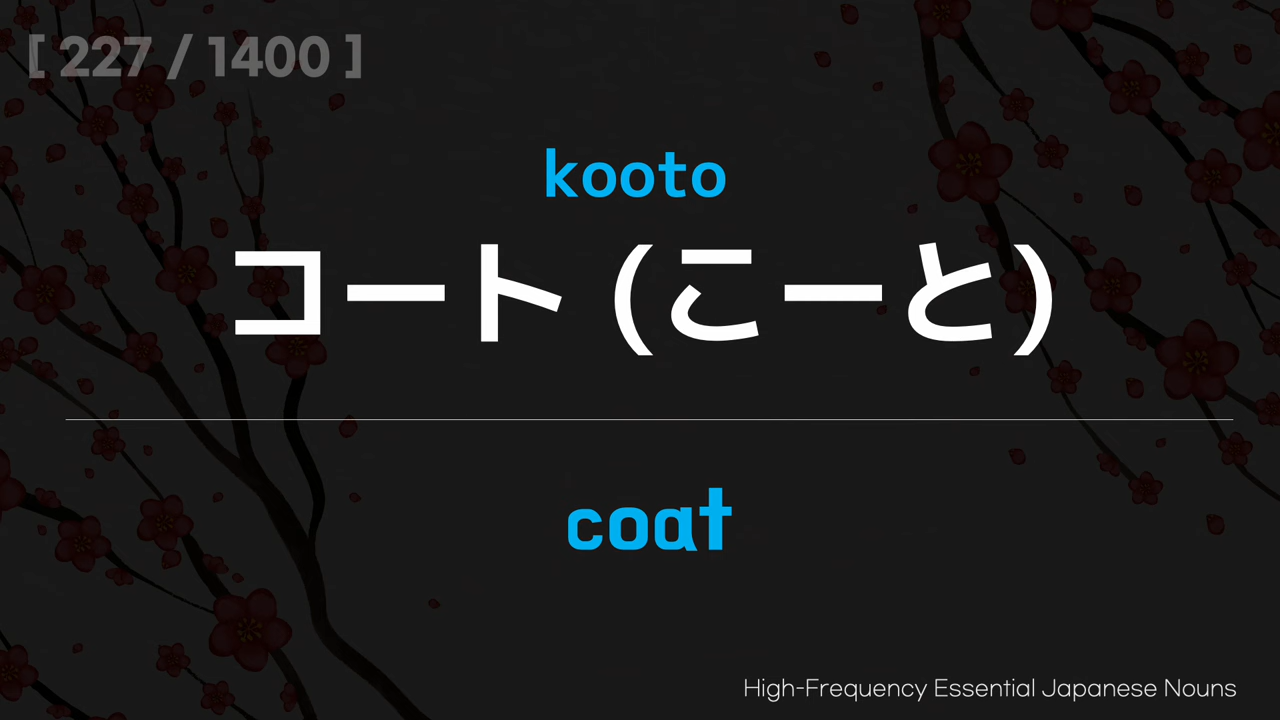 [ 227 / 1400 ]
kooto
コート (こーと)
coat
High-Frequency Essential Japanese Nouns